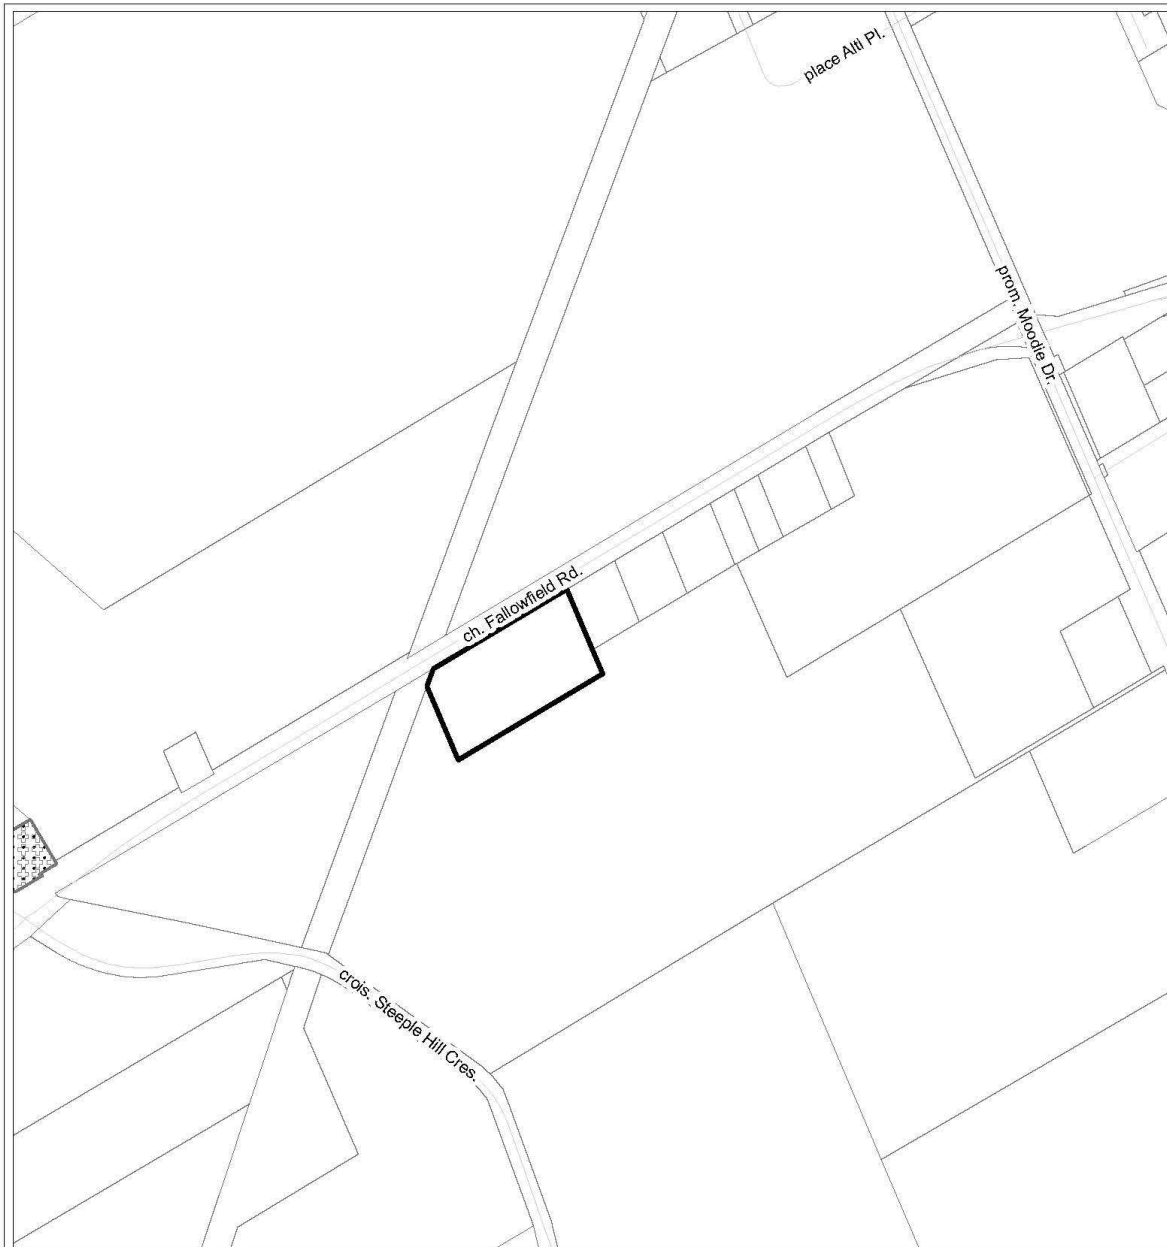 place Altl Pl.
prom. Moodie Dr.
ch. Fallowfield Rd.
crois. Steeple Hill Cres.